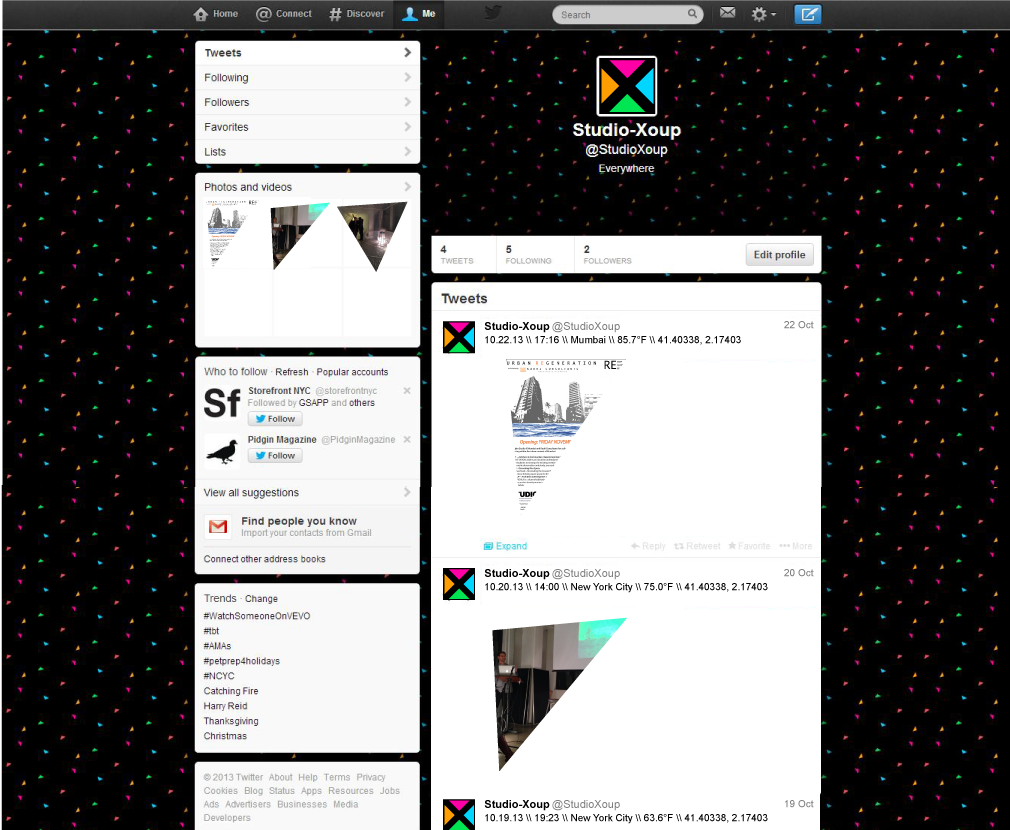 Home @ Connect # Discover Me
Search
Tweets
Following
Followers
Favorites
Lists
Photos and videos
URBAN REGENERATION RE
Who to follow · Refresh · Popular accounts
Sf
Storefront NYC @storefrontnyc
Followed by GSAPP and others
Follow
Pidgin Magazine @PidginMagazine
Follow
View all suggestions
Find people you know
Import your contacts from Gmail
Connect other address books
Trends · Change
#WatchSomeoneOnVEVO
#tbt
#AMAs
#petprep4holidays
#NCYC
Catching Fire
Harry Reid
Thanksgiving
Christmas
© 2013 Twitter About Help Terms Privacy
Cookies Blog Status Apps Resources Jobs
Ads Advertisers Businesses Media
Developers
Studio-Xoup
@StudioXoup
Everywhere
4 5 2
TWEETS FOLLOWING FOLLOWERS
Edit profile
Tweets
Studio-Xoup @StudioXoup 22 Oct
10.22.13 \\ 17:16 \\ Mumbai \\ 85.7°F \\ 41.40338, 2.17403
URBAN REGENERATION RE
Opening: FRIDAY NOVEMF
TUDIO
Expand Reply Retweet Favorite More
Studio-Xoup @StudioXoup 20 Oct
10.20.13 \\ 14:00 \\ New York City \\ 75.0°F \\ 41.40338, 2.17403
Studio-Xoup @StudioXoup 19 Oct
10.19.13 \\ 19:23 \\ New York City \\ 63.6°F \\ 41.40338, 2.17403